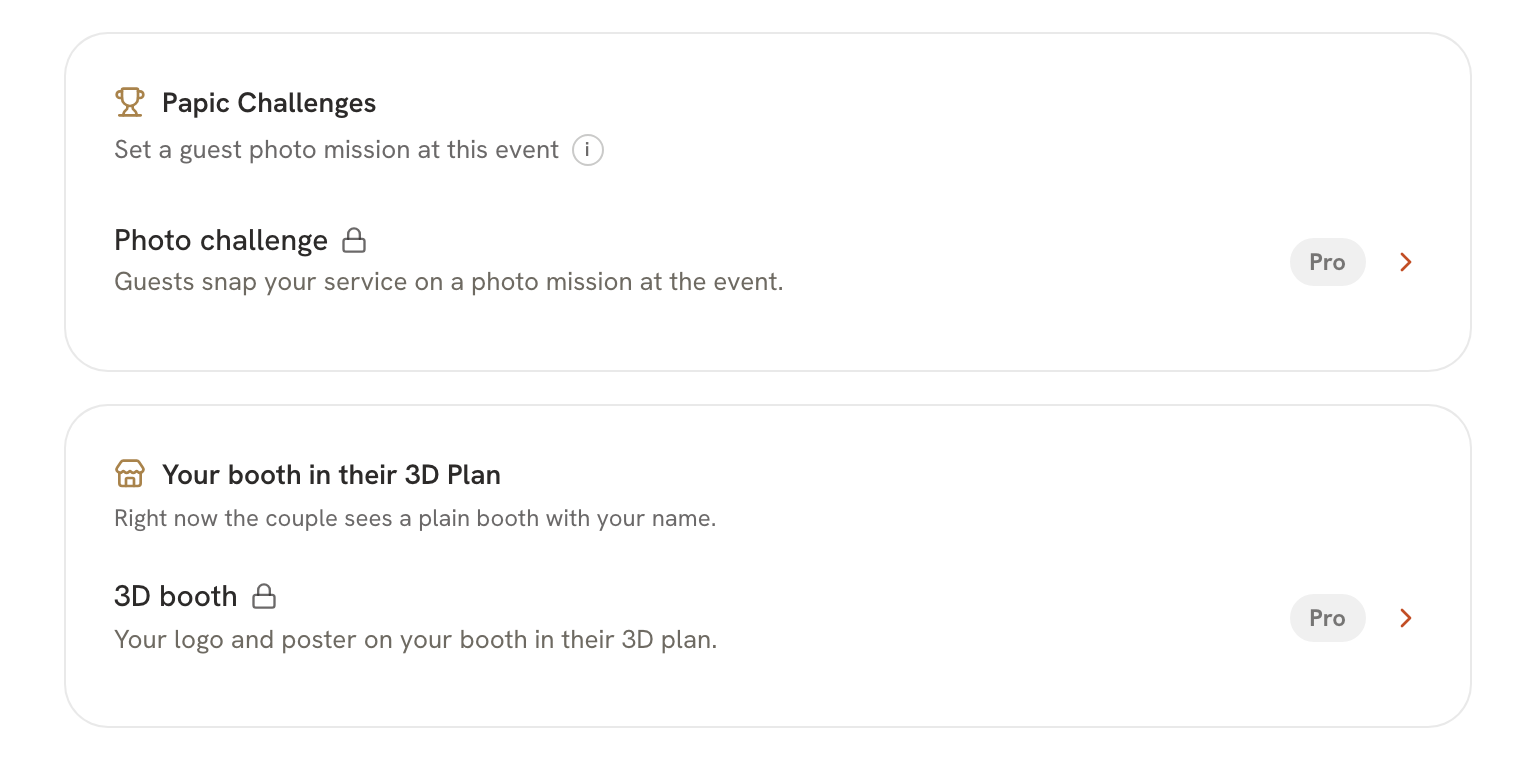 Papic Challenges
Set a guest photo mission at this event i
Photo challenge
Guests snap your service on a photo mission at the event.
Pro
Your booth in their 3D Plan
Right now the couple sees a plain booth with your name.
3D booth
Your logo and poster on your booth in their 3D plan.
Pro